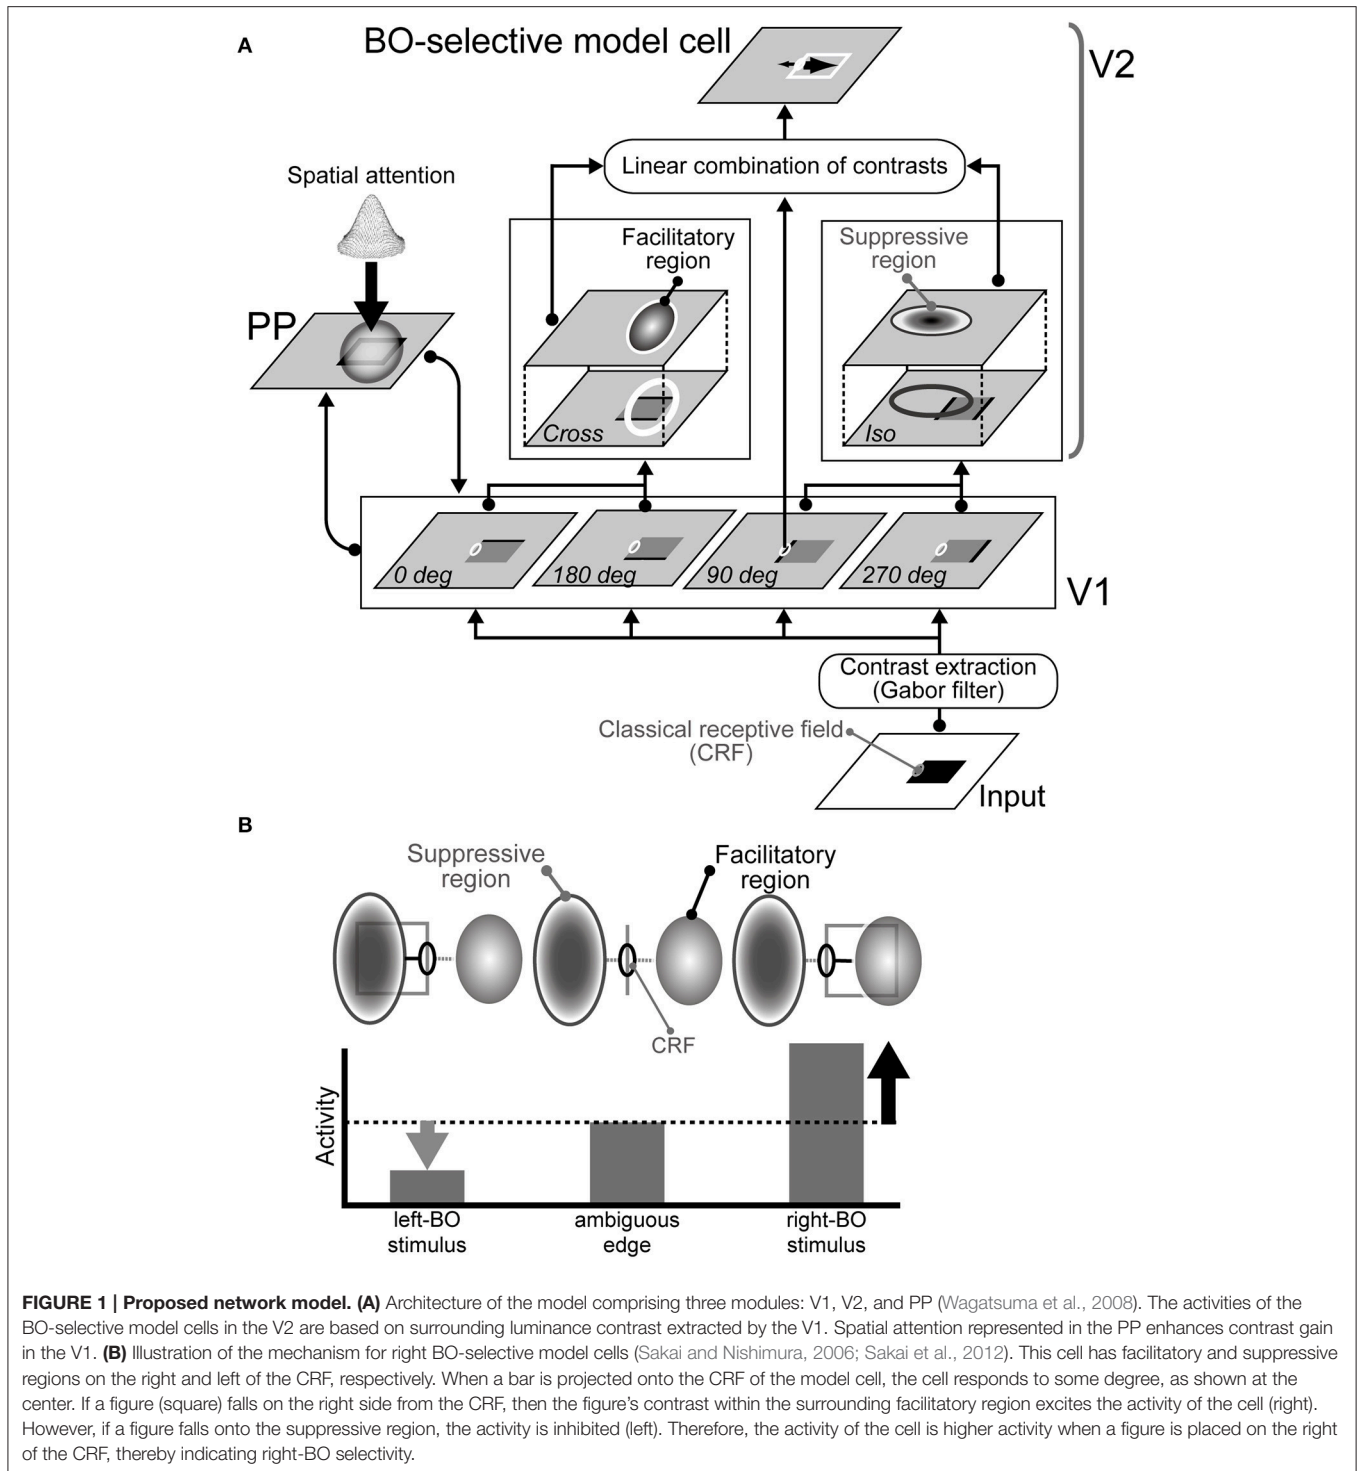 A
BO-selective model cell
V2
Linear combination of contrasts
Spatial attention
Facilitatory
region
Suppressive
region
PP
Cross
Iso
0 deg
180 deg
90 deg
270 deg
V1
Contrast extraction
(Gabor filter)
Classical receptive field
(CRF)
Input
B
Suppressive
region
Facilitatory
region
CRF
Activity
left-BO
stimulus
ambiguous
edge
right-BO
stimulus
FIGURE 1 | Proposed network model. (A) Architecture of the model comprising three modules: V1, V2, and PP (Wagatsuma et al., 2008). The activities of the
BO-selective model cells in the V2 are based on surrounding luminance contrast extracted by the V1. Spatial attention represented in the PP enhances contrast gain
in the V1. (B) Illustration of the mechanism for right BO-selective model cells (Sakai and Nishimura, 2006; Sakai et al., 2012). This cell has facilitatory and suppressive
regions on the right and left of the CRF, respectively. When a bar is projected onto the CRF of the model cell, the cell responds to some degree, as shown at the
center. If a figure (square) falls on the right side from the CRF, then the figure's contrast within the surrounding facilitatory region excites the activity of the cell (right).
However, if a figure falls onto the suppressive region, the activity is inhibited (left). Therefore, the activity of the cell is higher activity when a figure is placed on the right
of the CRF, thereby indicating right-BO selectivity.